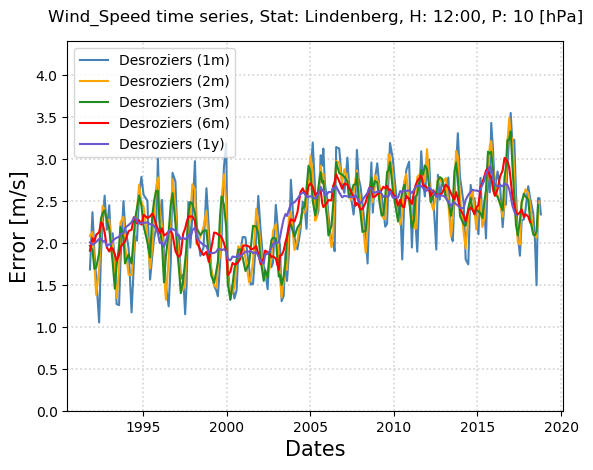 Wind_Speed time series, Stat: Lindenberg, H: 12:00, P: 10 [hPa]
Desroziers (1m)
Desroziers (2m)
Desroziers (3m)
Desroziers (6m)
Desroziers (1y)
Error [m/s]
4.0
3.5
3.0
2.5
2.0
1.5
1.0
0.5
0.0
1995 2000 2005 2010 2015 2020
Dates